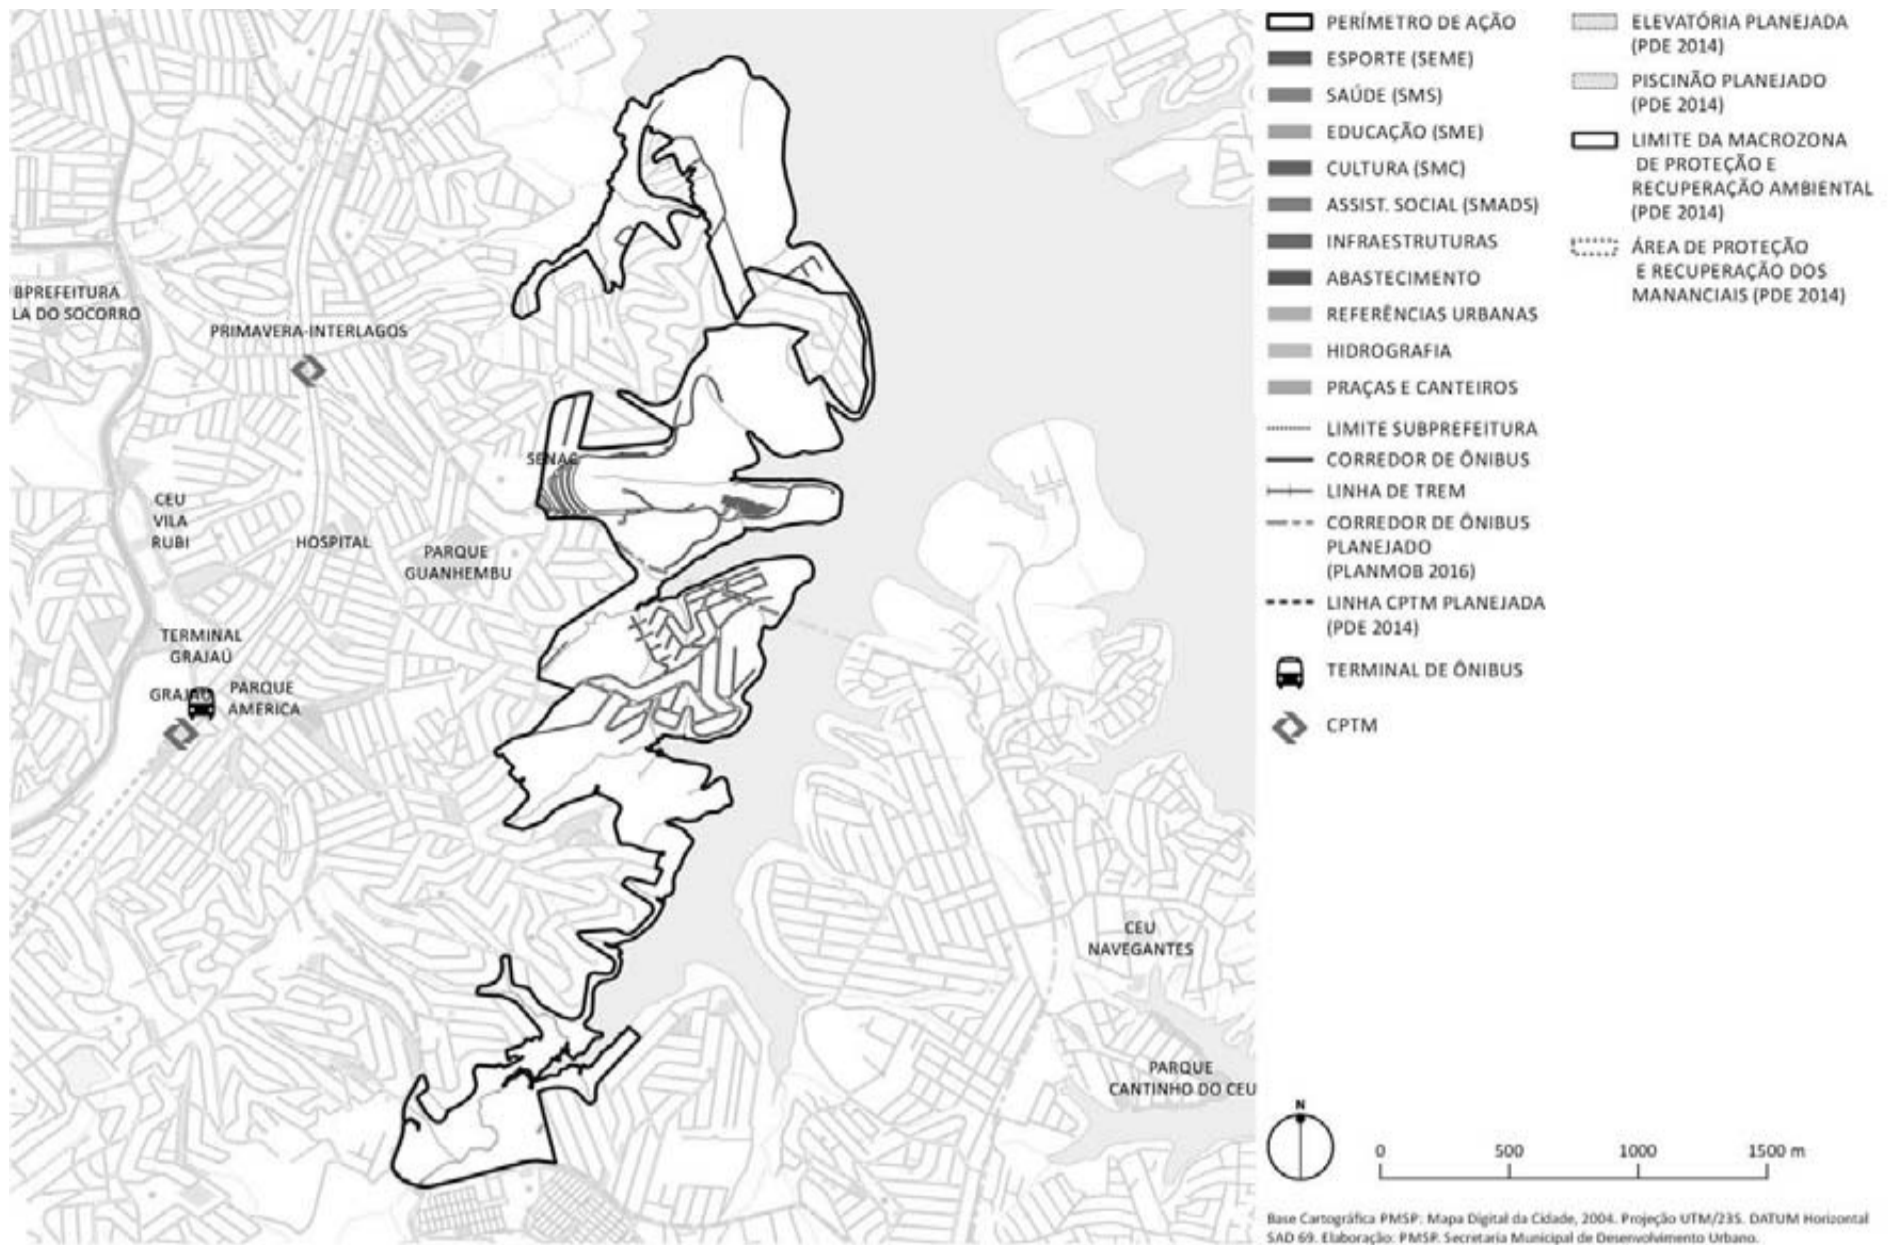 BPREFEITURA
LA DO SOCORRO
PRIMAVERA-INTERLAGOS
SENAC
CEU
VILA
RUBI
HOSPITAL
PARQUE
GUANHEMBU
TERMINAL
GRAJAÚ
GRAJAÚ
PARQUE
AMERICA
CEU
NAVEGANTES
PARQUE
CANTINHO DO CEU
PERÍMETRO DE AÇÃO
ESPORTE (SEME)
SAÚDE (SMS)
EDUCAÇÃO (SME)
CULTURA (SMC)
ASSIST. SOCIAL (SMADS)
INFRAESTRUTURAS
ABASTECIMENTO
REFERÊNCIAS URBANAS
HIDROGRAFIA
PRAÇAS E CANTEIROS
LIMITE SUBPREFEITURA
CORREDOR DE ÔNIBUS
LINHA DE TREM
CORREDOR DE ÔNIBUS
PLANEJADO
(PLANMOB 2016)
LINHA CPTM PLANEJADA
(PDE 2014)
TERMINAL DE ÔNIBUS
CPTM
ELEVATÓRIA PLANEJADA
(PDE 2014)
PISCINÃO PLANEJADO
(PDE 2014)
LIMITE DA MACROZONA
DE PROTEÇÃO E
RECUPERAÇÃO AMBIENTAL
(PDE 2014)
ÁREA DE PROTEÇÃO
E RECUPERAÇÃO DOS
MANANCIAIS (PDE 2014)
N
0 500 1000 1500 m
Base Cartográfica PMSP: Mapa Digital da Cidade, 2004. Projeção UTM/23S. DATUM Horizontal
SAD 69. Elaboração: PMSP. Secretaria Municipal de Desenvolvimento Urbano.